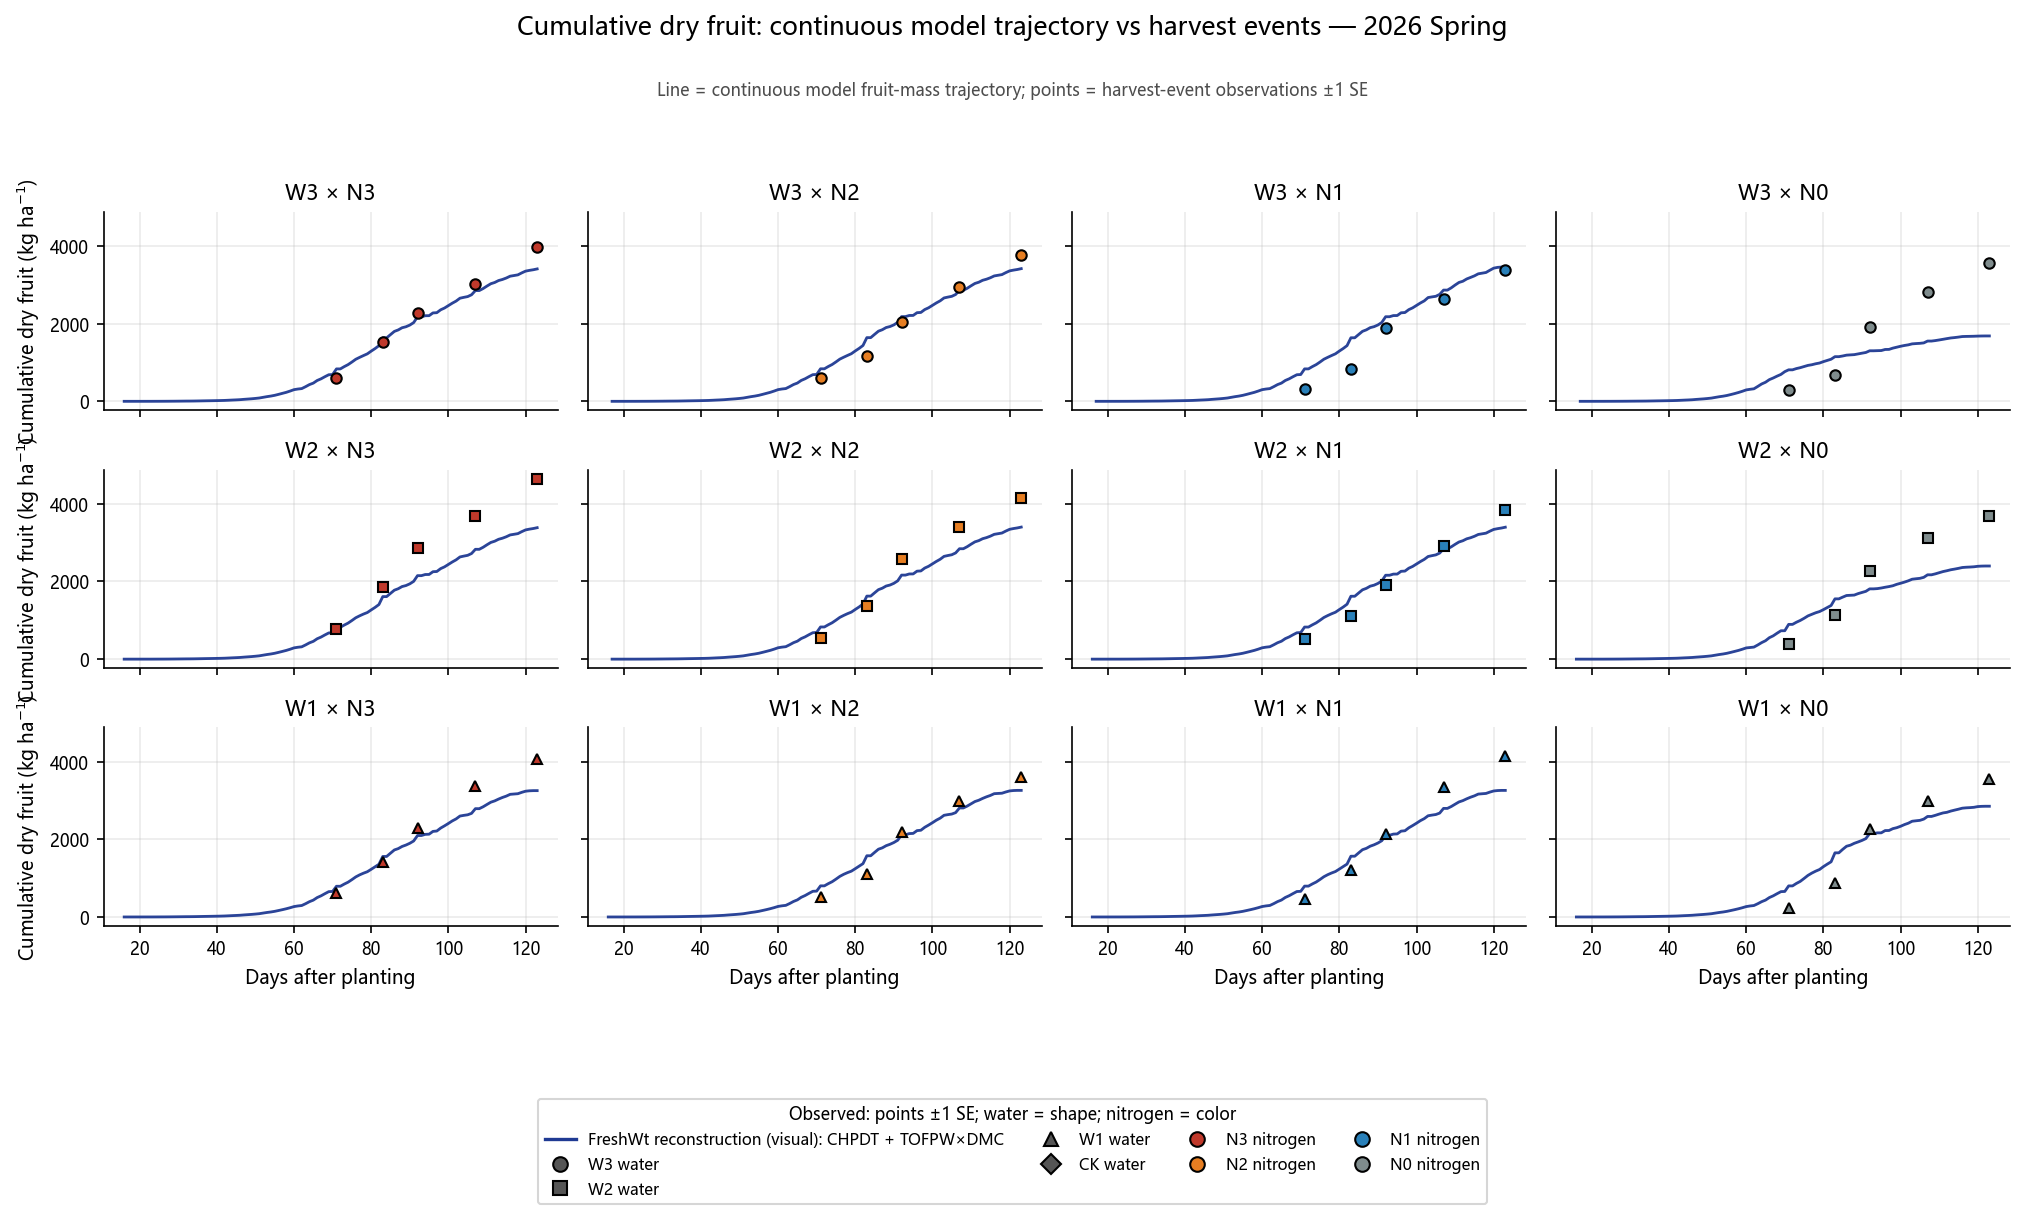 Cumulative dry fruit: continuous model trajectory vs harvest events — 2026 Spring
Line = continuous model fruit-mass trajectory; points = harvest-event observations ±1 SE
W3 × N3
W3 × N2
W3 × N1
W3 × N0
Cumulative dry fruit (kg ha⁻¹)
4000
2000
0
W2 × N3
W2 × N2
W2 × N1
W2 × N0
Cumulative dry fruit (kg ha⁻¹)
4000
2000
0
W1 × N3
W1 × N2
W1 × N1
W1 × N0
Cumulative dry fruit (kg ha⁻¹)
4000
2000
0
20 40 60 80 100 120
20 40 60 80 100 120
20 40 60 80 100 120
20 40 60 80 100 120
Days after planting
Days after planting
Days after planting
Days after planting
Observed: points ±1 SE; water = shape; nitrogen = color
FreshWt reconstruction (visual): CHPDT + TOFPW×DMC
W3 water
W2 water
W1 water
CK water
N3 nitrogen
N2 nitrogen
N1 nitrogen
N0 nitrogen